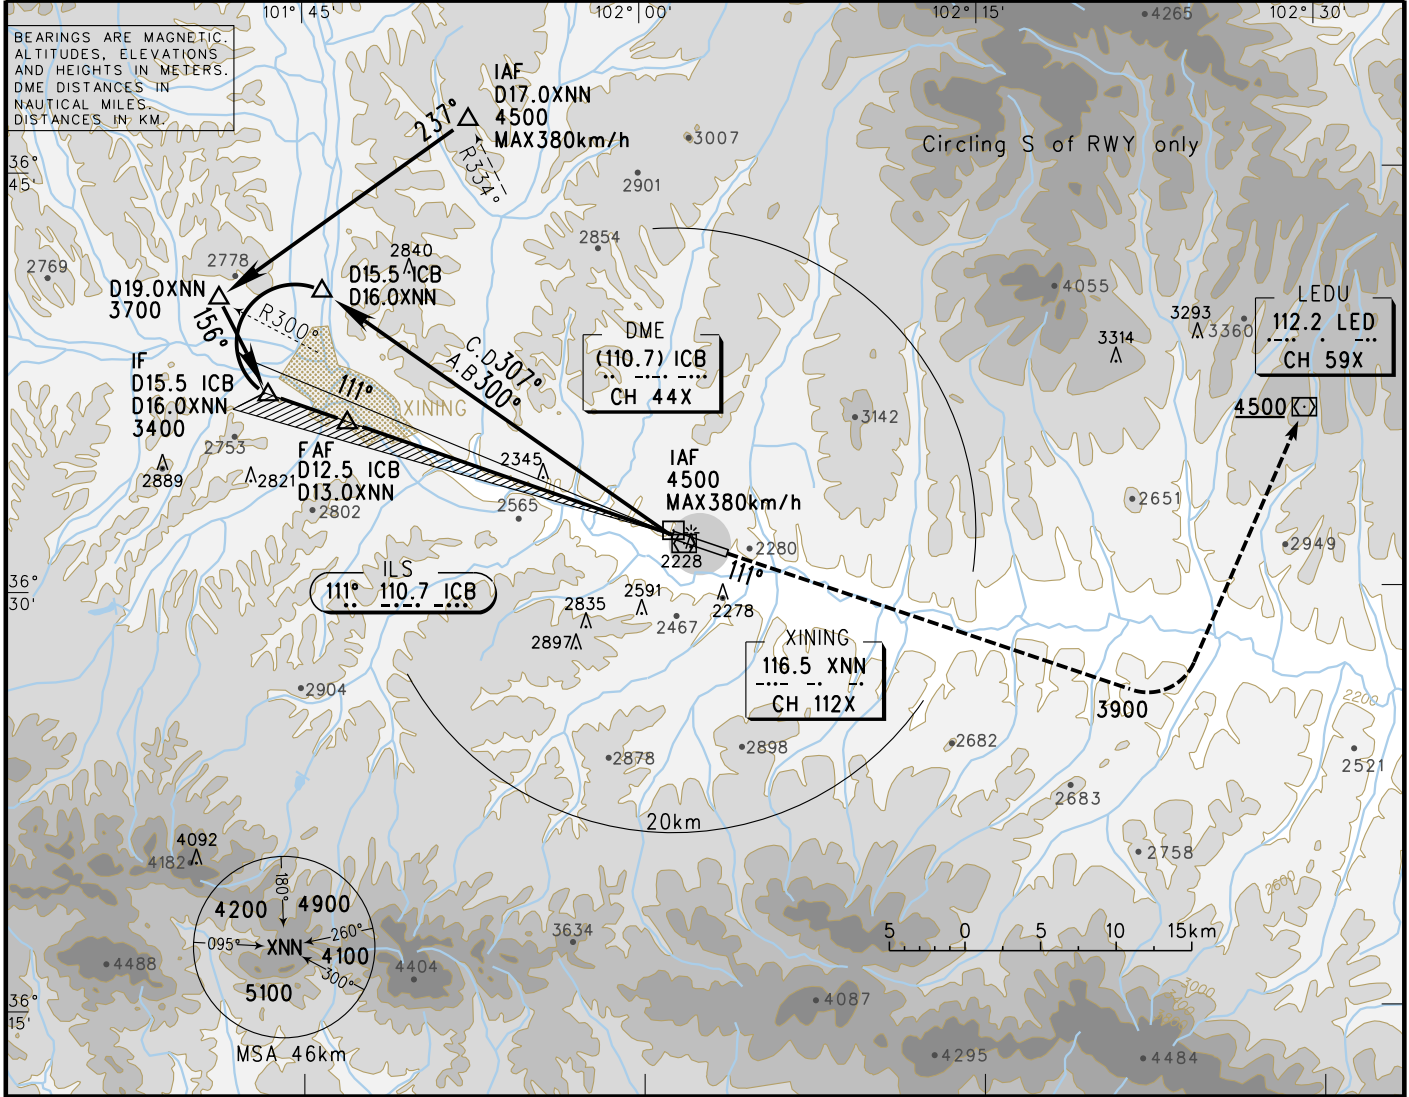 101° 45'
102° 00'
102° 15'
102° 30'
4265
BEARINGS ARE MAGNETIC.
ALTITUDES, ELEVATIONS
AND HEIGHTS IN METERS.
DME DISTANCES IN
NAUTICAL MILES.
DISTANCES IN KM.
IAF
D17.0XNN
4500
MAX380km/h
237°
R334°
3007
Circling S of RWY only
36°
45'
2901
2854
2840
2769
2778
D15.5 ICB
D16.0XNN
D19.0XNN
3700
156°
R300°
4055
LEDU
112.2 LED
CH 59X
3293
3360
3314
DME
(110.7) ICB
CH 44X
C.D307°
A.B300°
IF
D15.5 ICB
D16.0XNN
3400
111°
XINING
4500
3142
2753
2889
2821
FAF
D12.5 ICB
D13.0XNN
2802
2345
2565
IAF
4500
MAX380km/h
2651
2949
2280
2228
111°
36°
30'
ILS
111° 110.7 ICB
2591
2835
2897
2467
2278
XINING
116.5 XNN
CH 112X
2904
3900
2200
2878
2898
2682
2521
2683
20km
2758
4092
4182
2600
180°
4200
4900
095°
XNN
260°
4100
300°
5100
MSA 46km
4488
4404
3634
5 0 5 10 15km
3000
36°
15'
4087
4295
4484